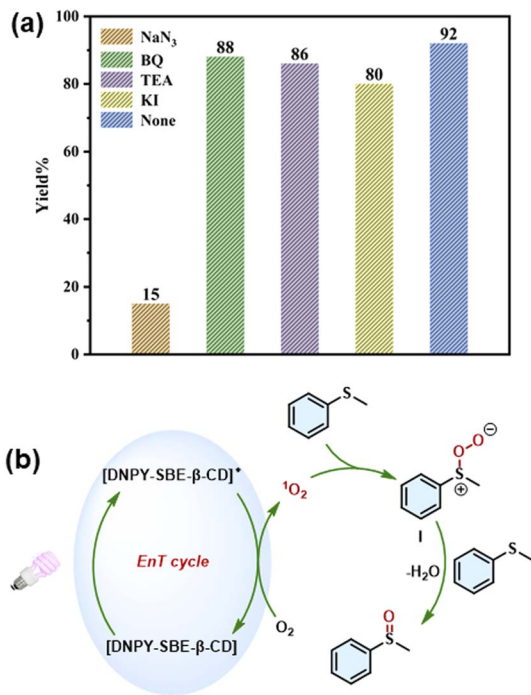 (a)
100
80
60
40
20
0
Yield%
NaN₃
BQ
TEA
KI
None
15
88
86
80
92
(b)
[DNPY-SBE-β-CD]*
EnT cycle
[DNPY-SBE-β-CD]
¹O₂
O₂
S
O
O
⊖
S
⊕
I
-H₂O
S
O
S